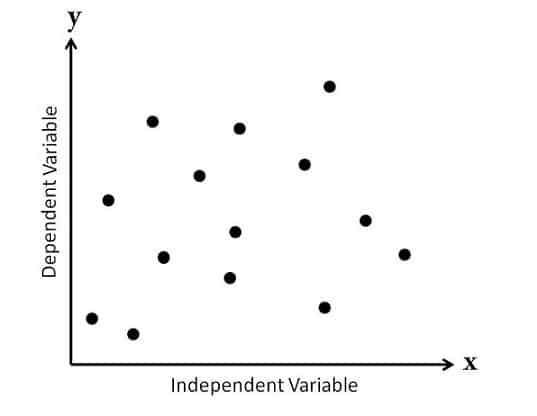 y
Dependent Variable
x
Independent Variable